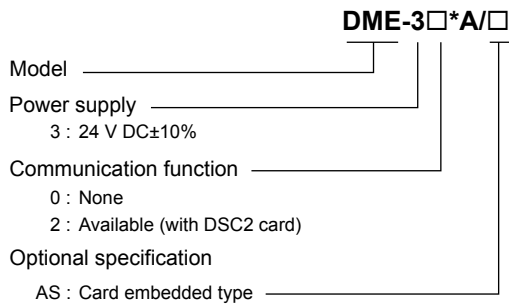 DME-3□*A/□
Model
Power supply
3 : 24 V DC±10%
Communication function
0 : None
2 : Available (with DSC2 card)
Optional specification
AS : Card embedded type